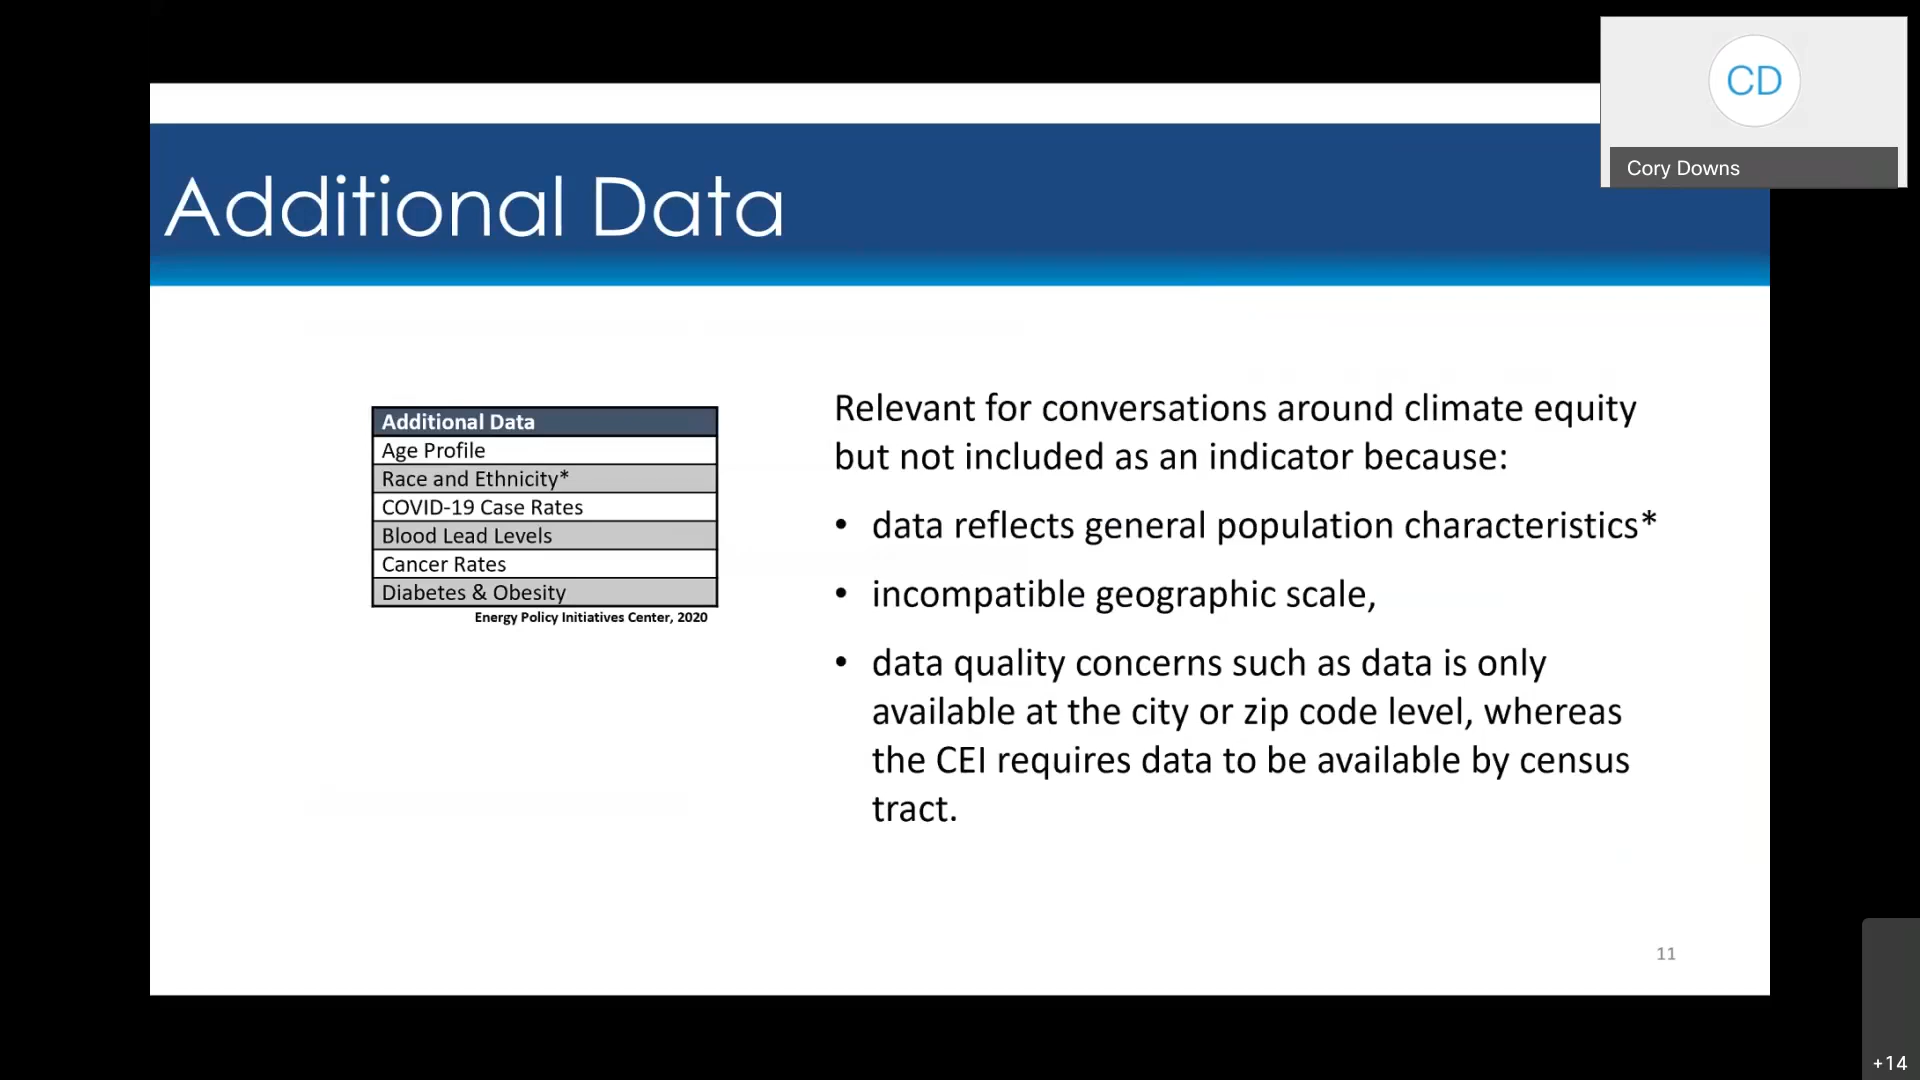 CD
Cory Downs
Additional Data
Additional Data
Age Profile
Race and Ethnicity*
COVID-19 Case Rates
Blood Lead Levels
Cancer Rates
Diabetes & Obesity
Energy Policy Initiatives Center, 2020
Relevant for conversations around climate equity
but not included as an indicator because:
• data reflects general population characteristics*
• incompatible geographic scale,
• data quality concerns such as data is only
available at the city or zip code level, whereas
the CEI requires data to be available by census
tract.
11
+14